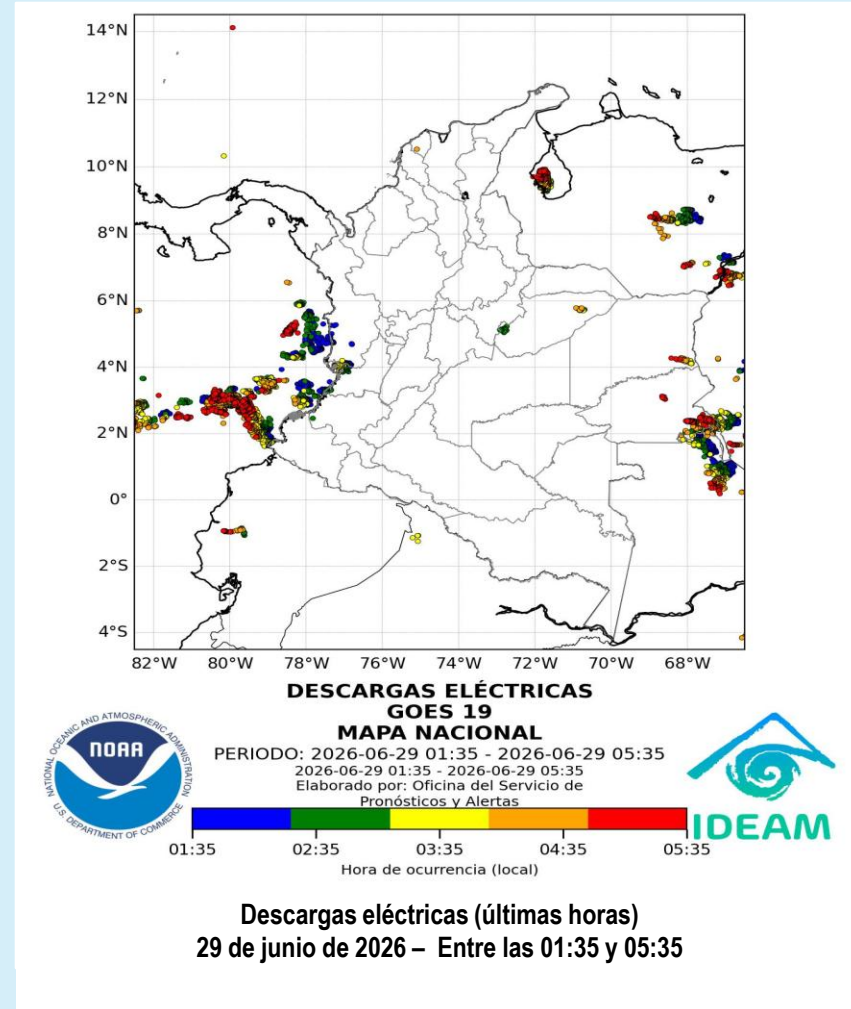 14°N
12°N
10°N
8°N
6°N
4°N
2°N
0°
2°S
4°S
82°W 80°W 78°W 76°W 74°W 72°W 70°W 68°W
DESCARGAS ELÉCTRICAS
GOES 19
MAPA NACIONAL
PERIODO: 2026-06-29 01:35 - 2026-06-29 05:35
2026-06-29 01:35 - 2026-06-29 05:35
Elaborado por: Oficina del Servicio de
Pronósticos y Alertas
NATIONAL OCEANIC AND ATMOSPHERIC ADMINISTRATION
NOAA
U.S. DEPARTMENT OF COMMERCE
IDEAM
01:35 02:35 03:35 04:35 05:35
Hora de ocurrencia (local)
Descargas eléctricas (últimas horas)
29 de junio de 2026 – Entre las 01:35 y 05:35